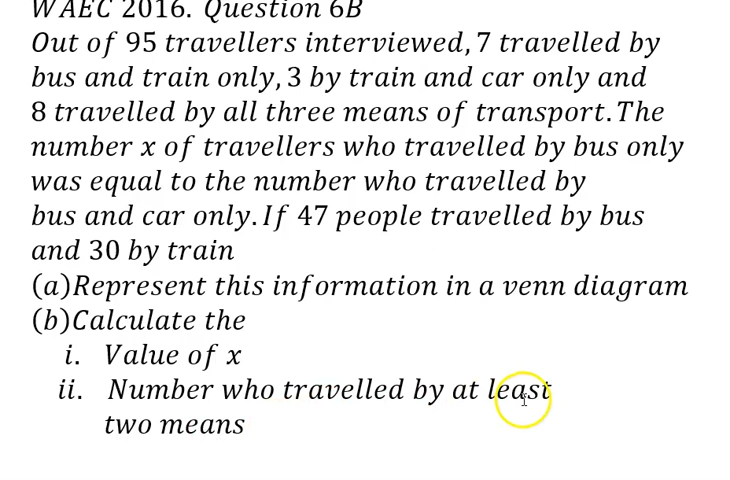 WAEC 2016. Question 6B
Out of 95 travellers interviewed, 7 travelled by
bus and train only, 3 by train and car only and
8 travelled by all three means of transport. The
number x of travellers who travelled by bus only
was equal to the number who travelled by
bus and car only. If 47 people travelled by bus
and 30 by train
(a)Represent this information in a venn diagram
(b)Calculate the
i. Value of x
ii. Number who travelled by at least
two means